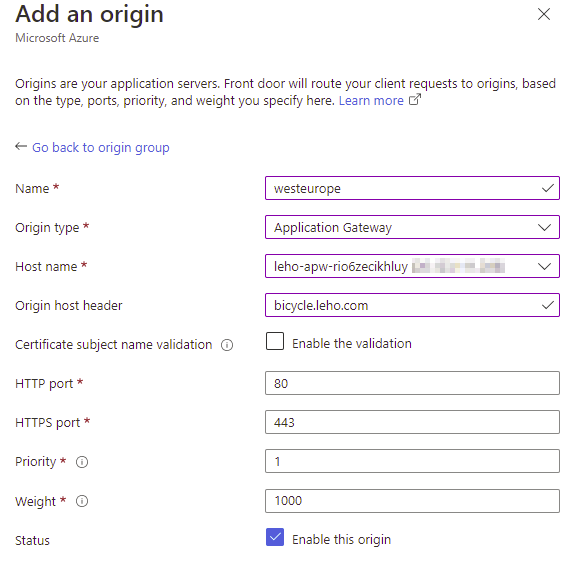 Add an origin
Microsoft Azure
Origins are your application servers. Front door will route your client requests to origins, based
on the type, ports, priority, and weight you specify here. Learn more
Go back to origin group
Name *
westeurope
Origin type *
Application Gateway
Host name *
leho-apw-rio6zecikhluy
Origin host header
bicycle.leho.com
Certificate subject name validation
Enable the validation
HTTP port *
80
HTTPS port *
443
Priority *
1
Weight *
1000
Status
Enable this origin